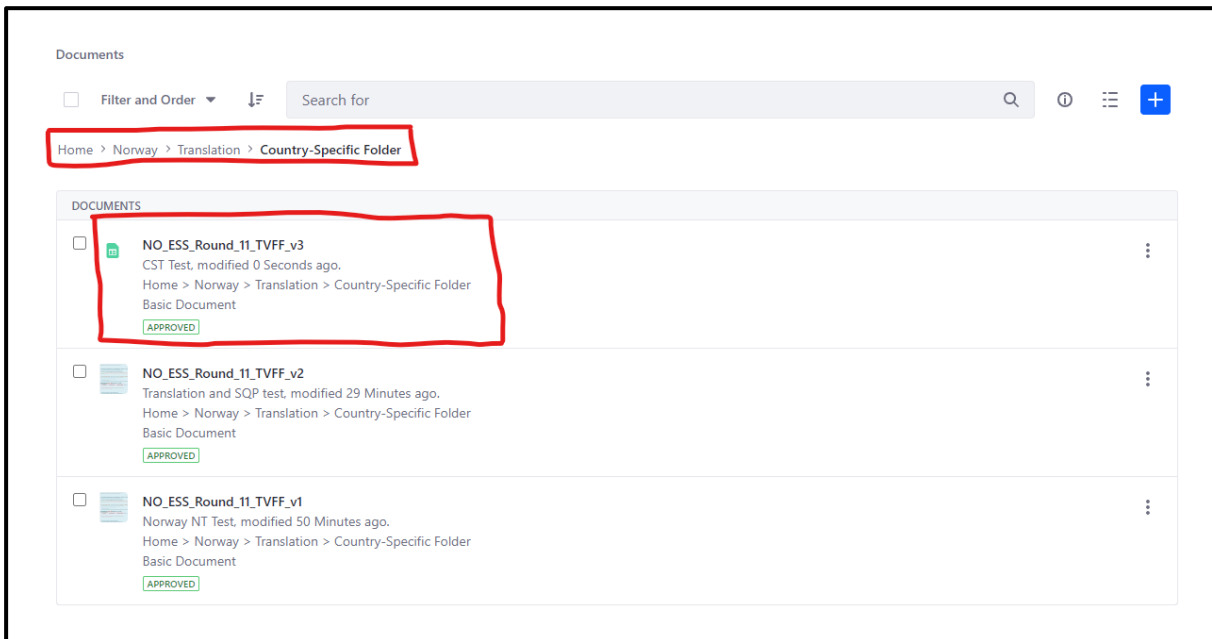 Documents
Filter and Order
Search for
Home > Norway > Translation > Country-Specific Folder
DOCUMENTS
NO_ESS_Round_11_TVFF_v3
CST Test, modified 0 Seconds ago.
Home > Norway > Translation > Country-Specific Folder
Basic Document
APPROVED
NO_ESS_Round_11_TVFF_v2
Translation and SQP test, modified 29 Minutes ago.
Home > Norway > Translation > Country-Specific Folder
Basic Document
APPROVED
NO_ESS_Round_11_TVFF_v1
Norway NT Test, modified 50 Minutes ago.
Home > Norway > Translation > Country-Specific Folder
Basic Document
APPROVED